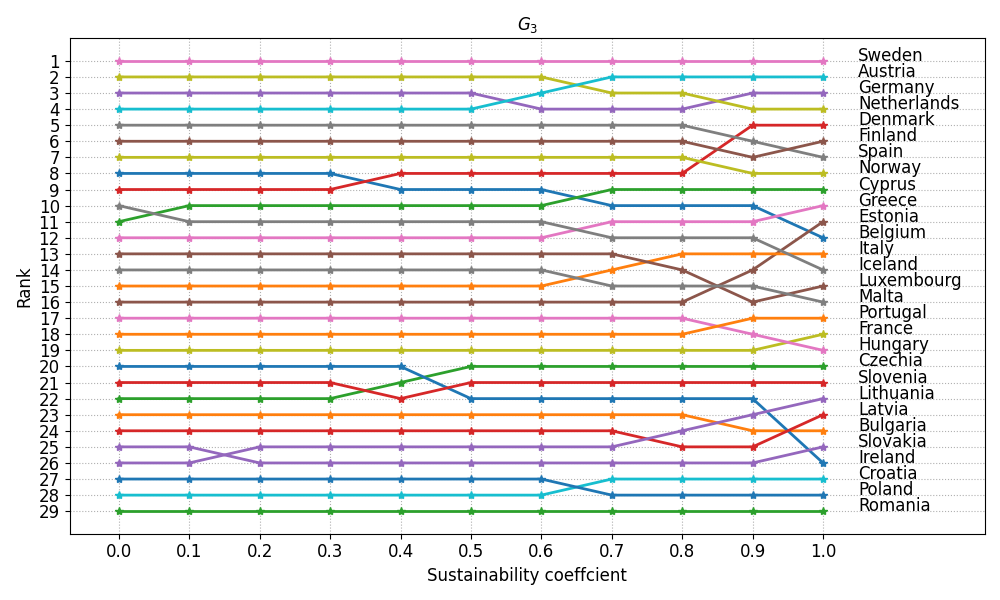 G3
1 Sweden
2 Austria
3 Germany
4 Netherlands
5 Denmark
6 Finland
7 Spain
8 Norway
9 Cyprus
10 Greece
11 Estonia
12 Belgium
13 Italy
14 Iceland
15 Luxembourg
16 Malta
17 Portugal
18 France
19 Hungary
20 Czechia
21 Slovenia
22 Lithuania
23 Latvia
24 Bulgaria
25 Slovakia
26 Ireland
27 Croatia
28 Poland
29 Romania
Rank
0.0 0.1 0.2 0.3 0.4 0.5 0.6 0.7 0.8 0.9 1.0
Sustainability coeffcient